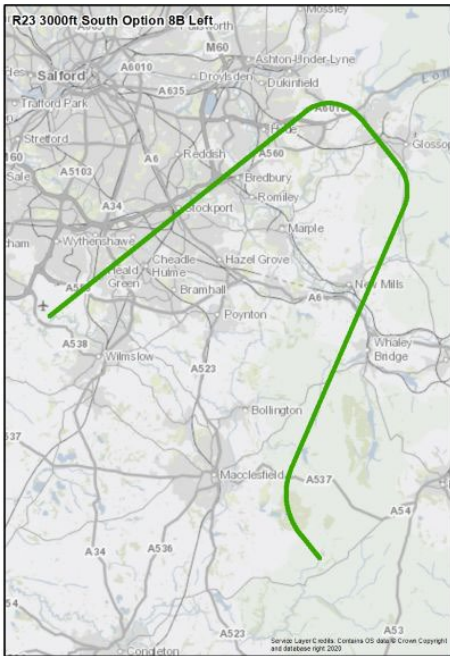 R23 3000ft South Option 8B Left
Mossley
M60
Ashton-Under-Lyne
A6010
Salford
Droylsden
Dukinfield
A635
Trafford Park
Stretford
A560
Glossop
M60
A5103
A6
Reddish
Sale
Bredbury
A34
Romiley
Stockport
Wythenshawe
Marple
Cheadle
Hulme
Heald
Green
Hazel Grove
Bramhall
New Mills
A6
Poynton
A538
Wilmslow
Whaley
Bridge
A523
Bollington
A537
Macclesfield
A54
A34
A536
A523
Congleton
A53
Service Layer Credits: Contains OS data © Crown Copyright
and database right 2020